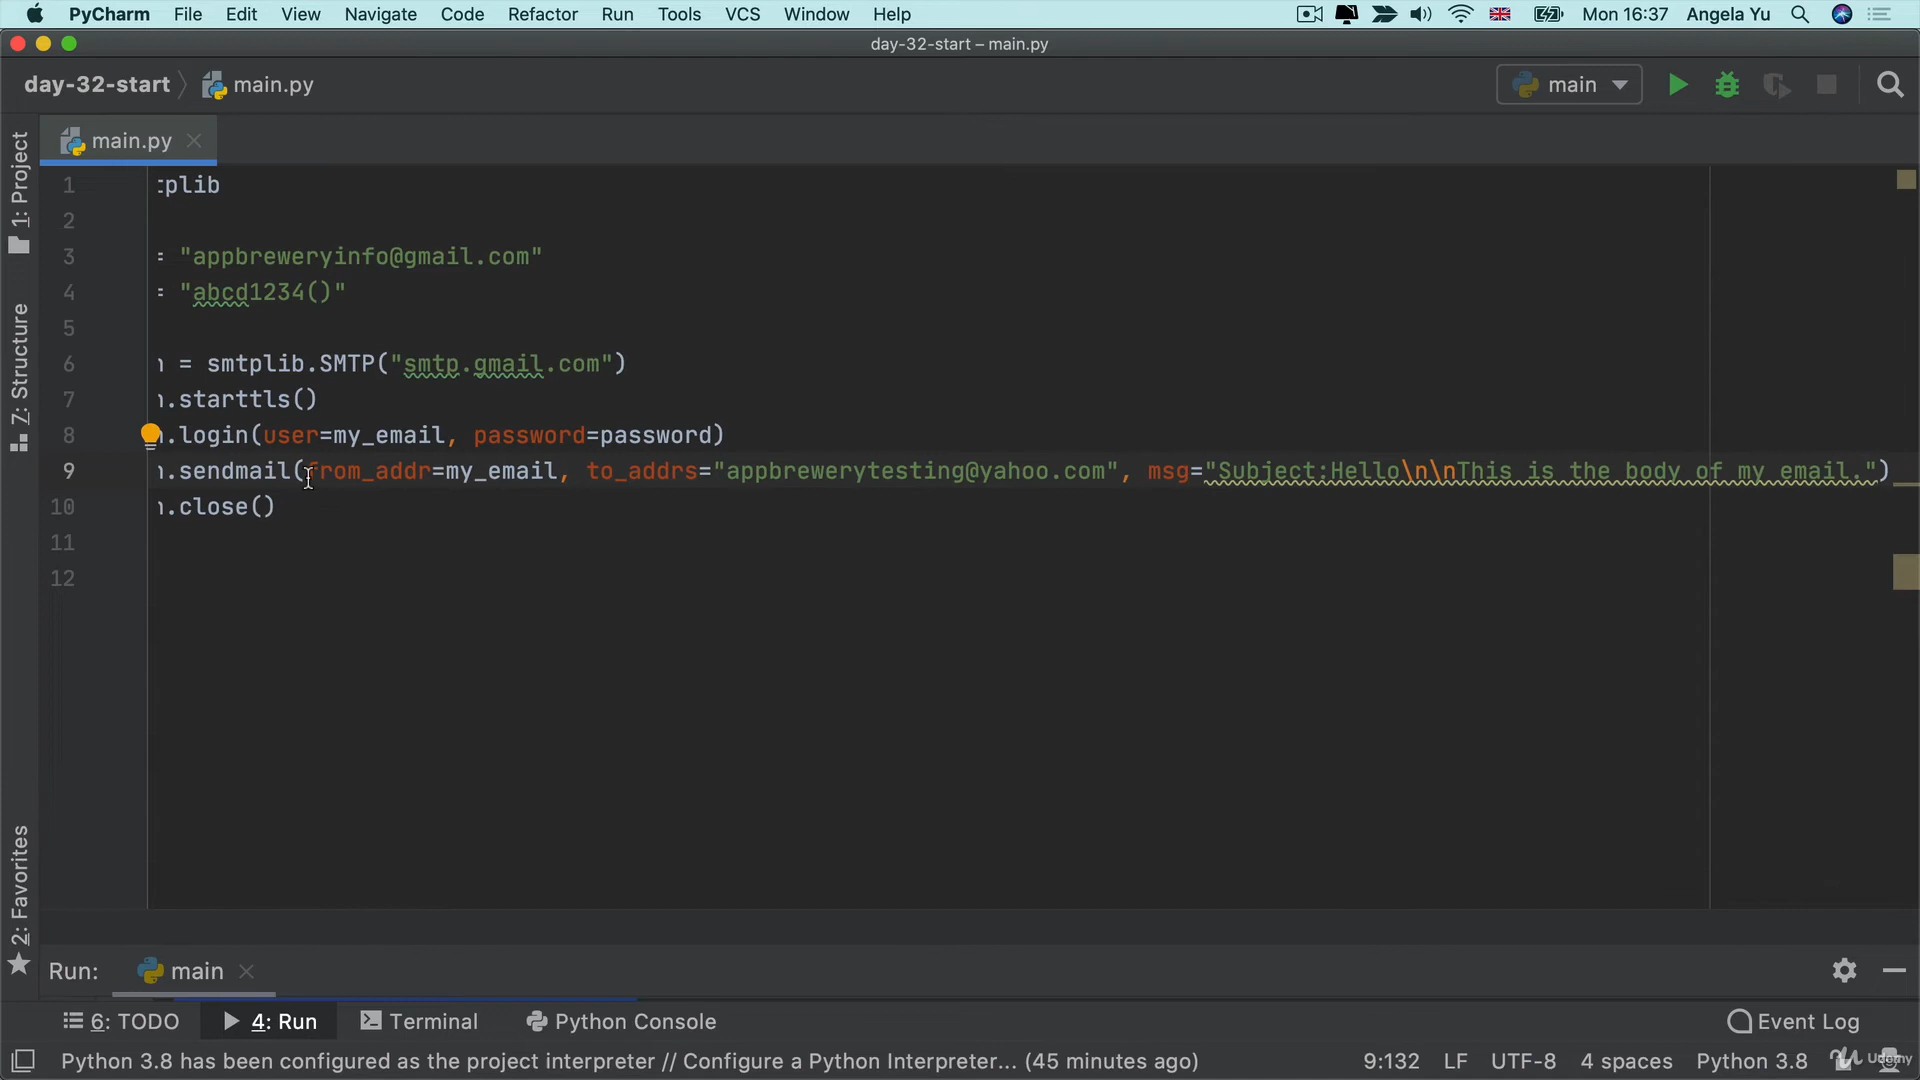 PyCharm File Edit View Navigate Code Refactor Run Tools VCS Window Help Mon 16:37 Angela Yu
day-32-start – main.py
day-32-start main.py main
main.py
1: Project
7: Structure
2: Favorites
1 plib
2
3 = "appbreweryinfo@gmail.com"
4 = "abcd1234()"
5
6 = smtplib.SMTP("smtp.gmail.com")
7 .starttls()
8 .login(user=my_email, password=password)
9 .sendmail(from_addr=my_email, to_addrs="appbrewerytesting@yahoo.com", msg="Subject:Hello\n\nThis is the body of my email.")
10 .close()
11
12
Run: main
6: TODO 4: Run Terminal Python Console Event Log
Python 3.8 has been configured as the project interpreter // Configure a Python Interpreter... (45 minutes ago) 9:132 LF UTF-8 4 spaces Python 3.8 Udemy